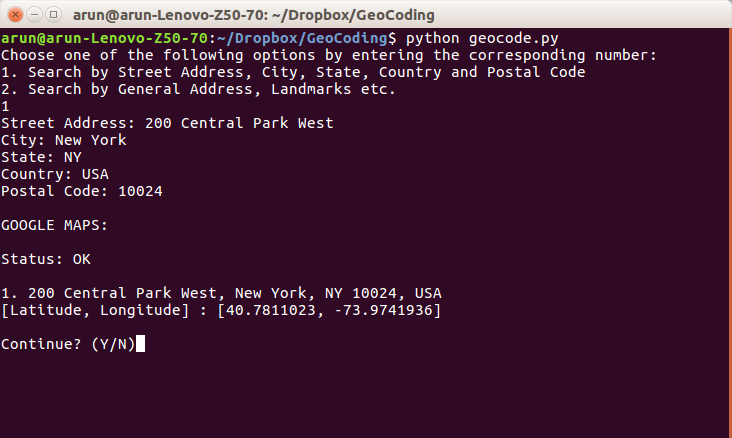 arun@arun-Lenovo-Z50-70: ~/Dropbox/GeoCoding
arun@arun-Lenovo-Z50-70:~/Dropbox/GeoCoding$ python geocode.py
Choose one of the following options by entering the corresponding number:
1. Search by Street Address, City, State, Country and Postal Code
2. Search by General Address, Landmarks etc.
1
Street Address: 200 Central Park West
City: New York
State: NY
Country: USA
Postal Code: 10024
GOOGLE MAPS:
Status: OK
1. 200 Central Park West, New York, NY 10024, USA
[Latitude, Longitude] : [40.7811023, -73.9741936]
Continue? (Y/N)